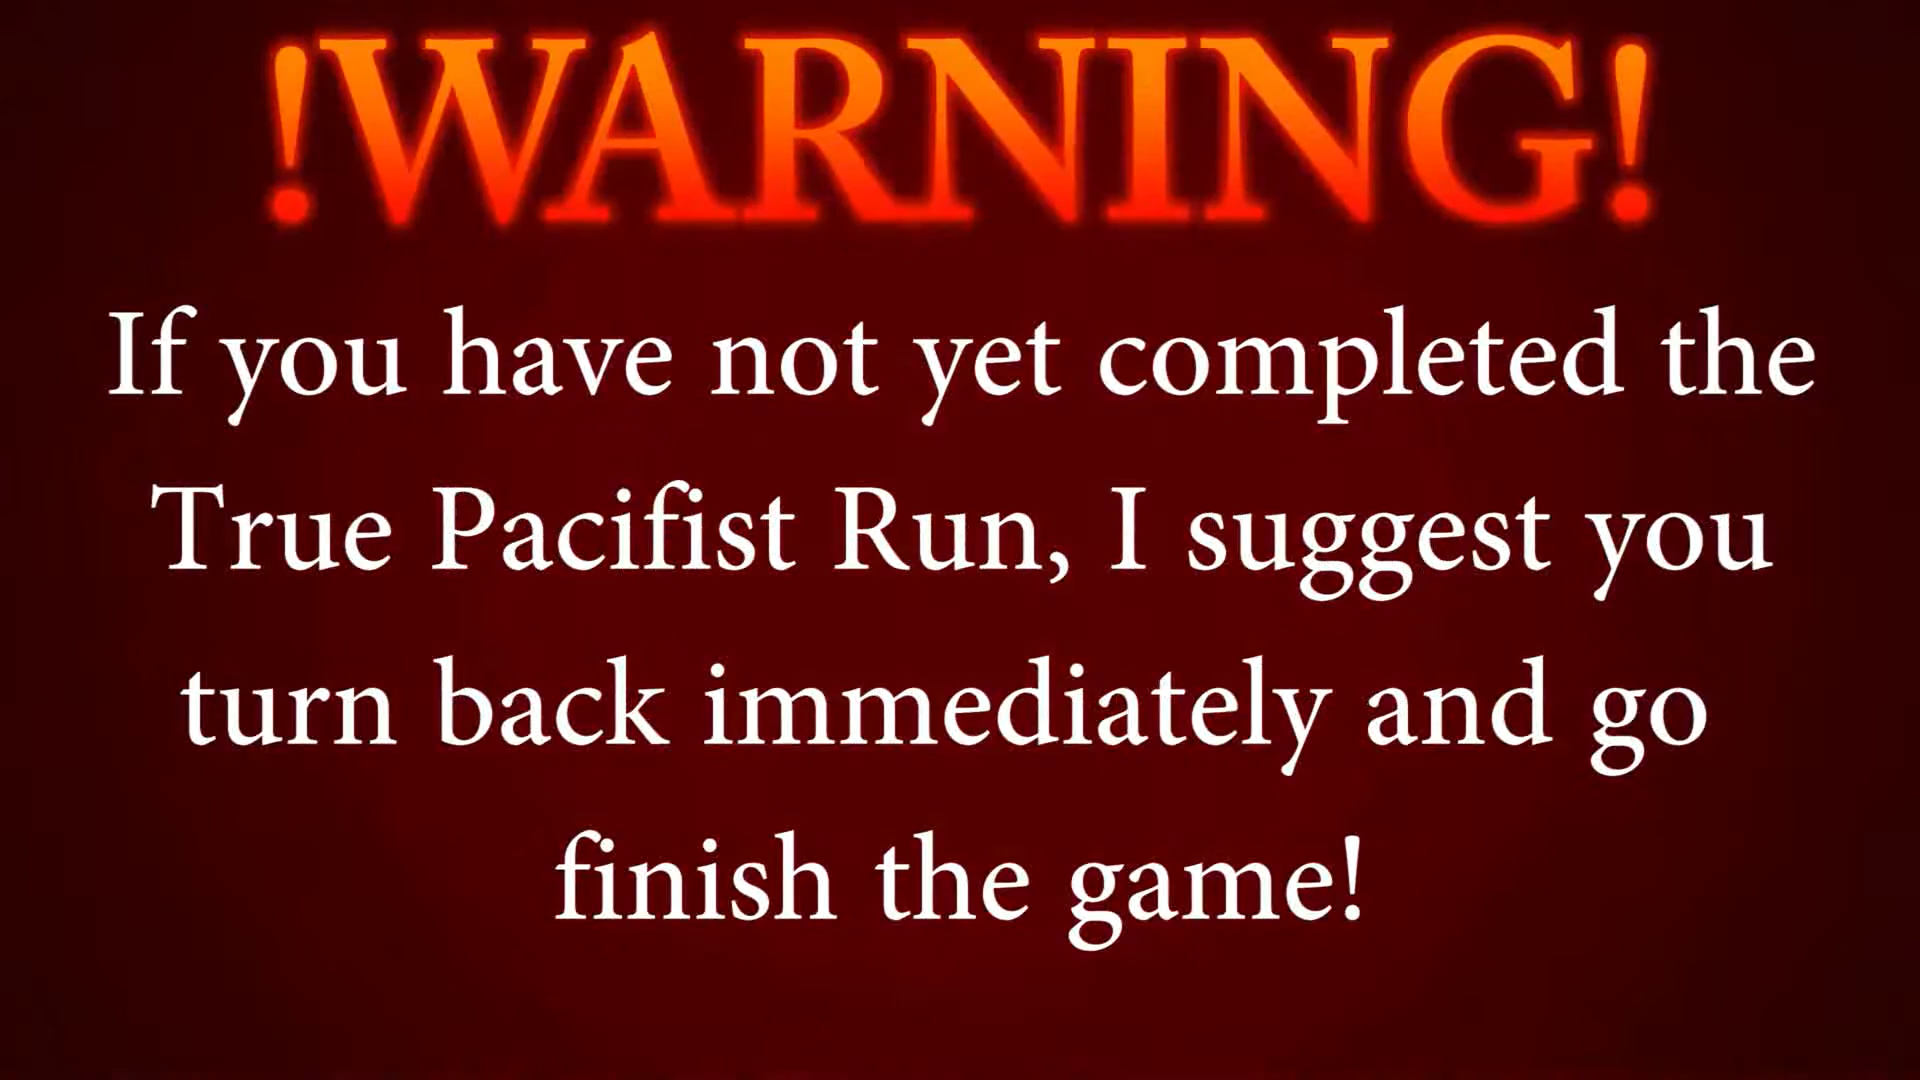 !WARNING!
If you have not yet completed the
True Pacifist Run, I suggest you
turn back immediately and go
finish the game!